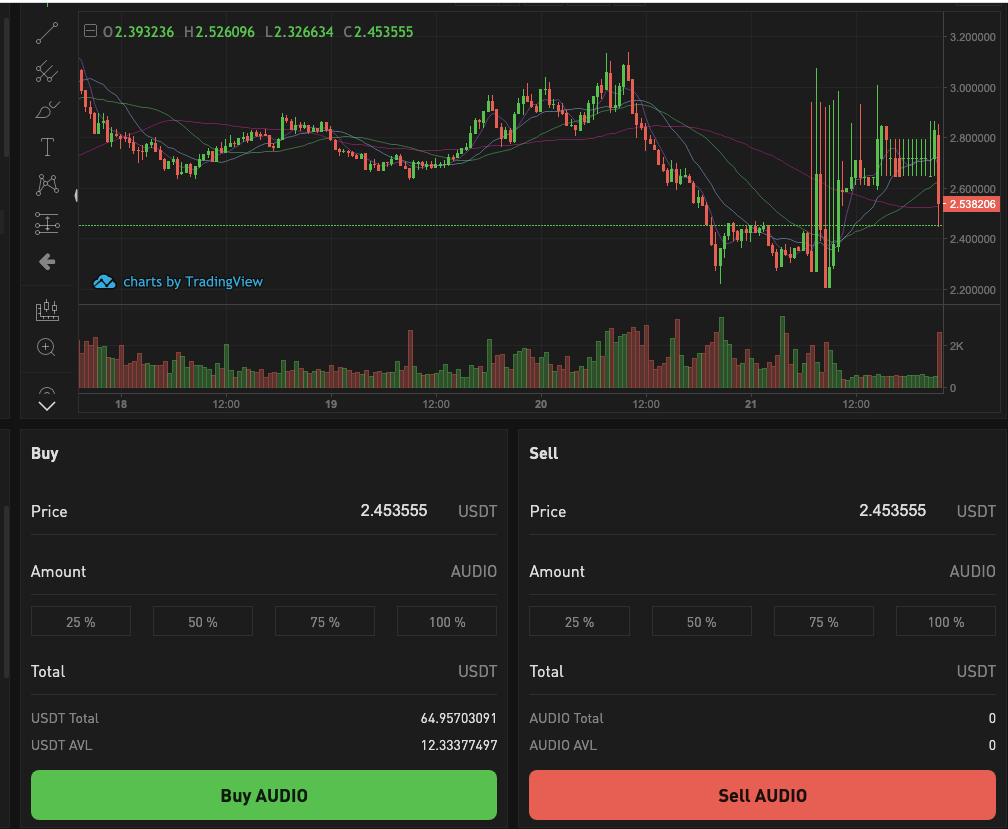 O2.393236 H2.526096 L2.326634 C2.453555
3.200000
3.000000
2.800000
2.600000
2.538206
2.400000
2.200000
charts by TradingView
2K
0
18 12:00 19 12:00 20 12:00 21 12:00
Buy
Price 2.453555 USDT
Amount AUDIO
25 % 50 % 75 % 100 %
Total USDT
USDT Total 64.95703091
USDT AVL 12.33377497
Buy AUDIO
Sell
Price 2.453555 USDT
Amount AUDIO
25 % 50 % 75 % 100 %
Total USDT
AUDIO Total 0
AUDIO AVL 0
Sell AUDIO